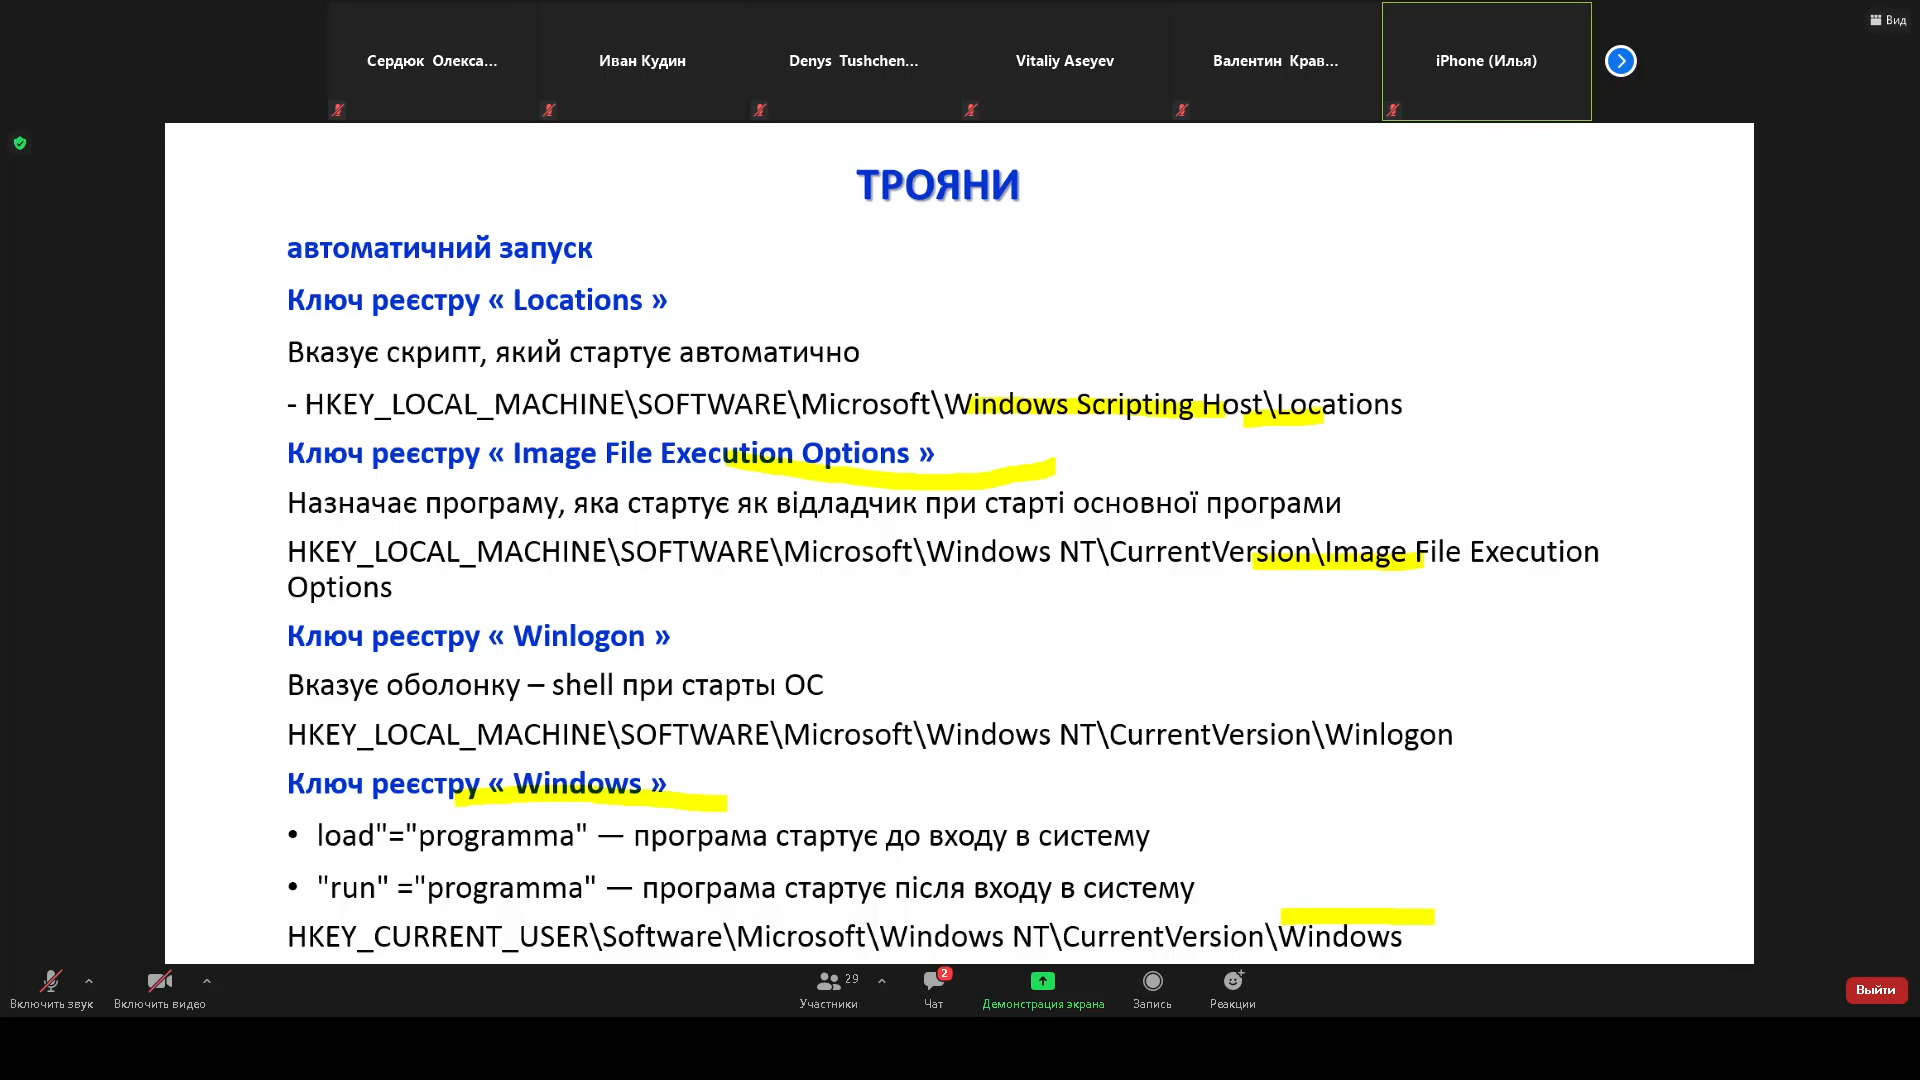 Вид
Сердюк Олекса...
Иван Кудин
Denys Tushchen...
Vitaliy Aseyev
Валентин Крав...
iPhone (Илья)
ТРОЯНИ
автоматичний запуск
Ключ реєстру « Locations »
Вказує скрипт, який стартує автоматично
- HKEY_LOCAL_MACHINE\SOFTWARE\Microsoft\Windows Scripting Host\Locations
Ключ реєстру « Image File Execution Options »
Назначає програму, яка стартує як відладчик при старті основної програми
HKEY_LOCAL_MACHINE\SOFTWARE\Microsoft\Windows NT\CurrentVersion\Image File Execution
Options
Ключ реєстру « Winlogon »
Вказує оболонку – shell при старты ОС
HKEY_LOCAL_MACHINE\SOFTWARE\Microsoft\Windows NT\CurrentVersion\Winlogon
Ключ реєстру « Windows »
• load"="programma" — програма стартує до входу в систему
• "run" ="programma" — програма стартує після входу в систему
HKEY_CURRENT_USER\Software\Microsoft\Windows NT\CurrentVersion\Windows
29
2
Включить звук
Включить видео
Участники
Чат
Демонстрация экрана
Запись
Реакции
Выйти